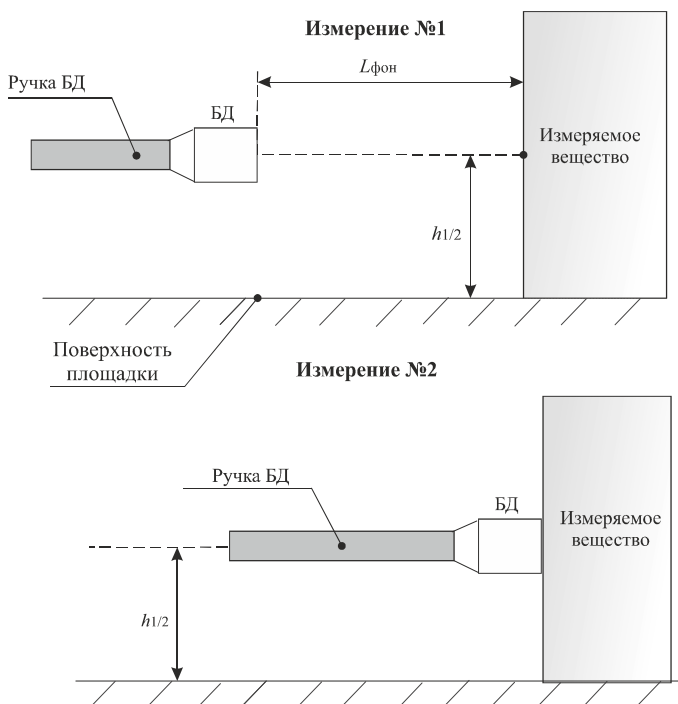 Измерение №1
Lфон
Ручка БД
БД
Измеряемое
вещество
h1/2
Поверхность
площадки
Измерение №2
Ручка БД
БД
Измеряемое
вещество
h1/2